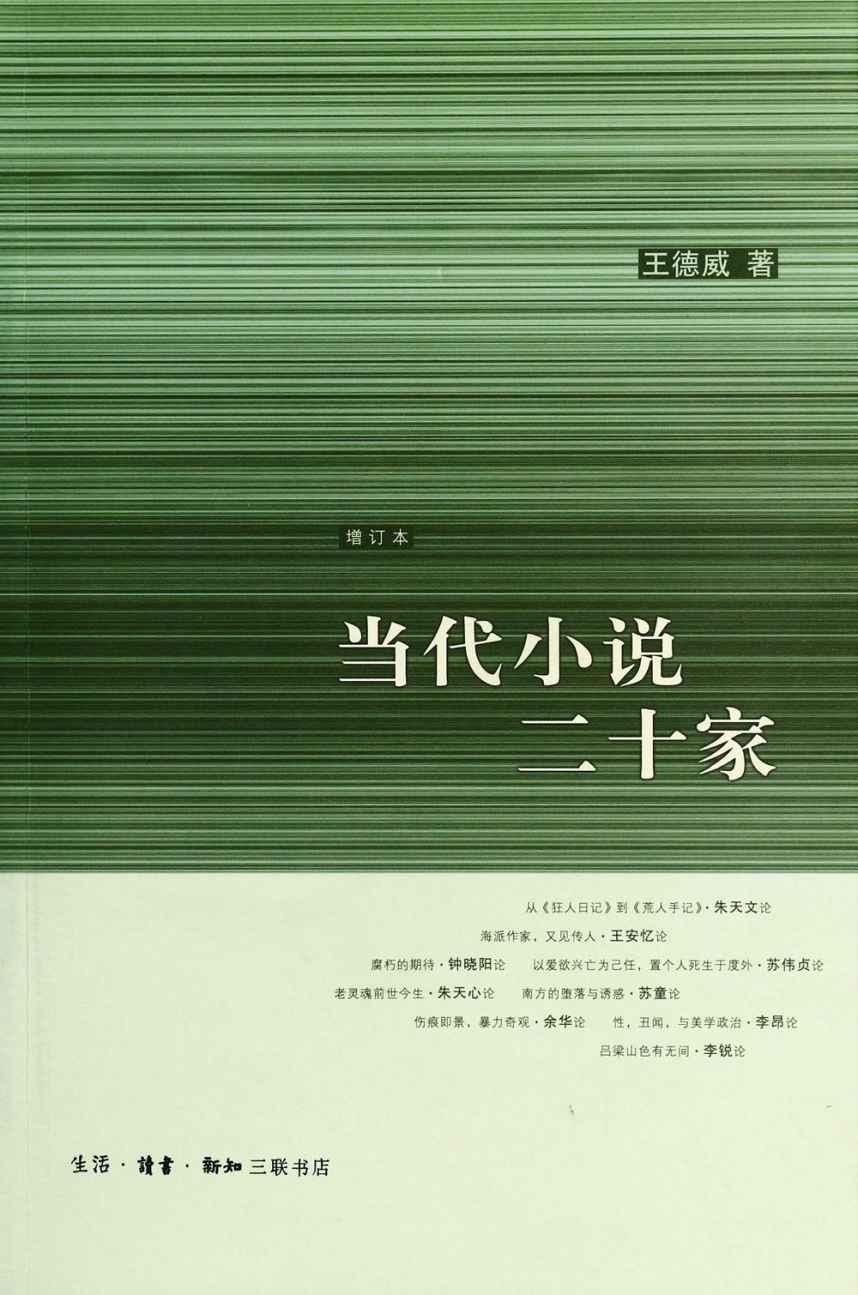 王德威 著
增订本
当代小说
二十家
从《狂人日记》到《荒人手记》·朱天文论
海派作家，又见传人·王安忆论
腐朽的期待·钟晓阳论 以爱欲兴亡为己任，置个人死生于度外·苏伟贞论
老灵魂前世今生·朱天心论 南方的堕落与诱惑·苏童论
伤痕即景，暴力奇观·余华论 性，丑闻，与美学政治·李昂论
吕梁山色有无间·李锐论
生活·讀書·新知三联书店